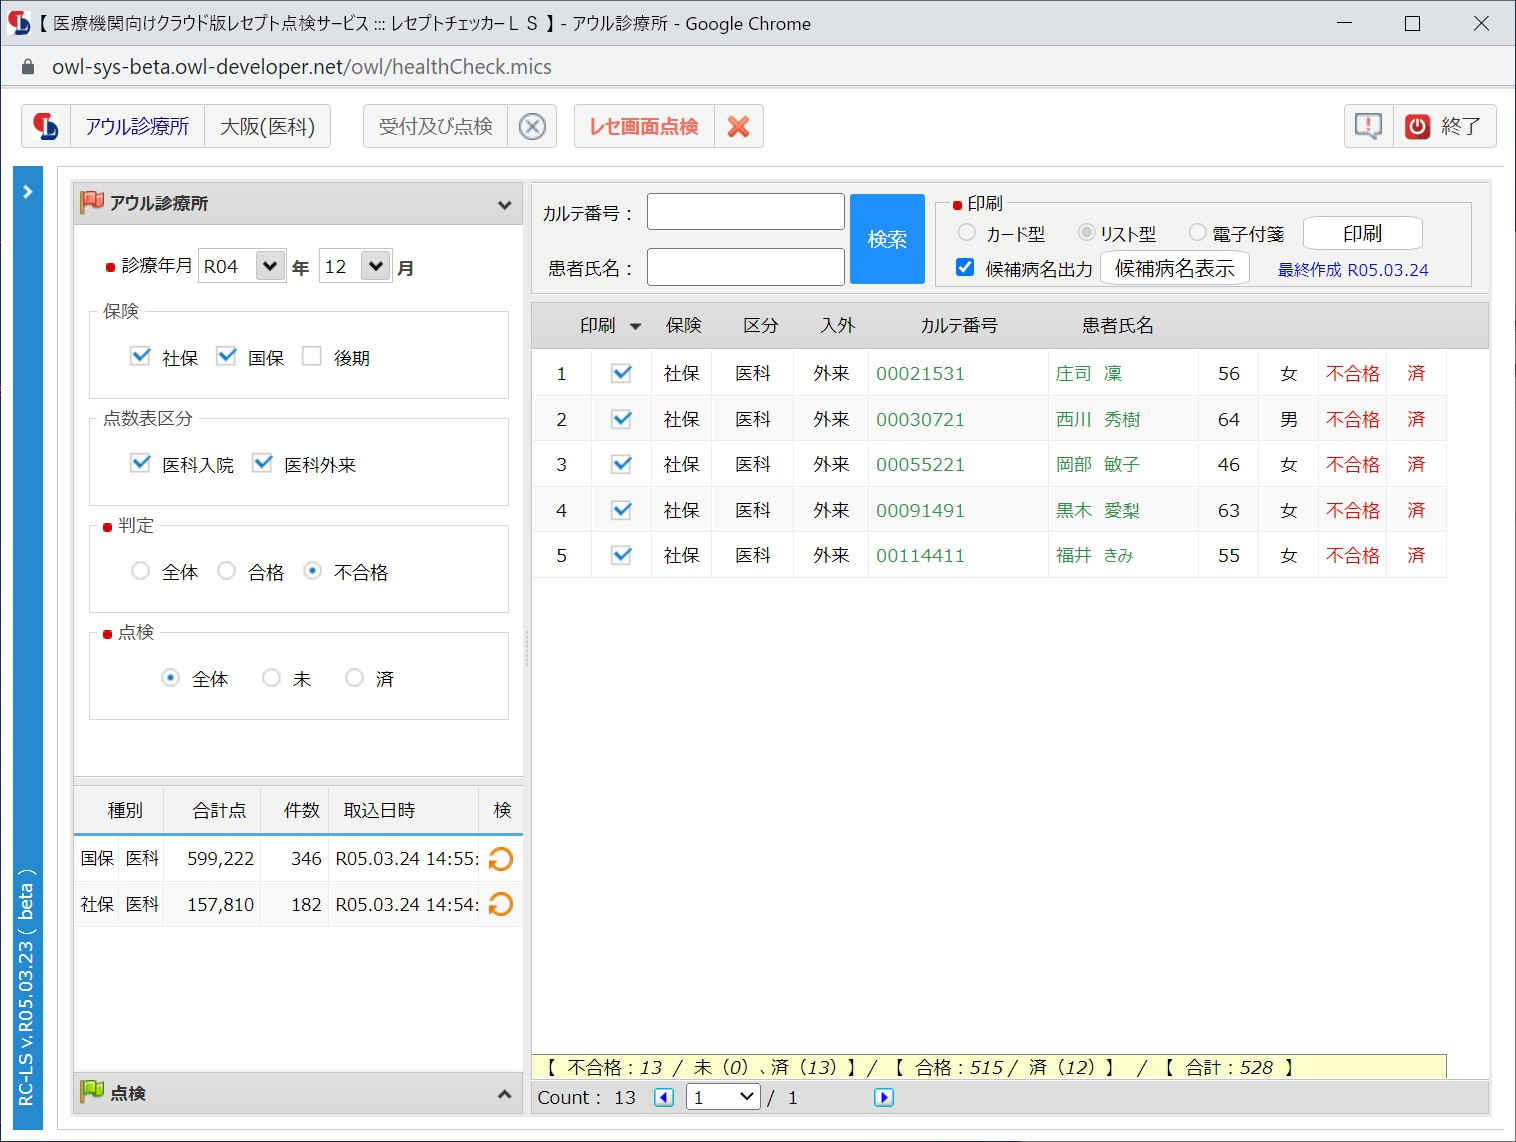 【 医療機関向けクラウド版レセプト点検サービス ::: レセプトチェッカーＬＳ 】 - アウル診療所 - Google Chrome
owl-sys-beta.owl-developer.net/owl/healthCheck.mics
アウル診療所 大阪(医科) 受付及び点検 レセ画面点検 終了
アウル診療所
診療年月 R04 年 12 月
保険
社保 国保 後期
点数表区分
医科入院 医科外来
判定
全体 合格 不合格
点検
全体 未 済
種別 合計点 件数 取込日時 検
国保 医科 599,222 346 R05.03.24 14:55:
社保 医科 157,810 182 R05.03.24 14:54:
点検
RC-LS v.R05.03.23 ( beta )
カルテ番号：
患者氏名：
検索
印刷
カード型 リスト型 電子付箋 印刷
候補病名出力 候補病名表示 最終作成 R05.03.24
印刷 保険 区分 入外 カルテ番号 患者氏名
1 社保 医科 外来 00021531 庄司 凜 56 女 不合格 済
2 社保 医科 外来 00030721 西川 秀樹 64 男 不合格 済
3 社保 医科 外来 00055221 岡部 敏子 46 女 不合格 済
4 社保 医科 外来 00091491 黒木 愛梨 63 女 不合格 済
5 社保 医科 外来 00114411 福井 きみ 55 女 不合格 済
【 不合格：13 / 未（0）、済（13）】 / 【 合格：515 / 済（12）】 / 【 合計：528 】
Count : 13 1 / 1